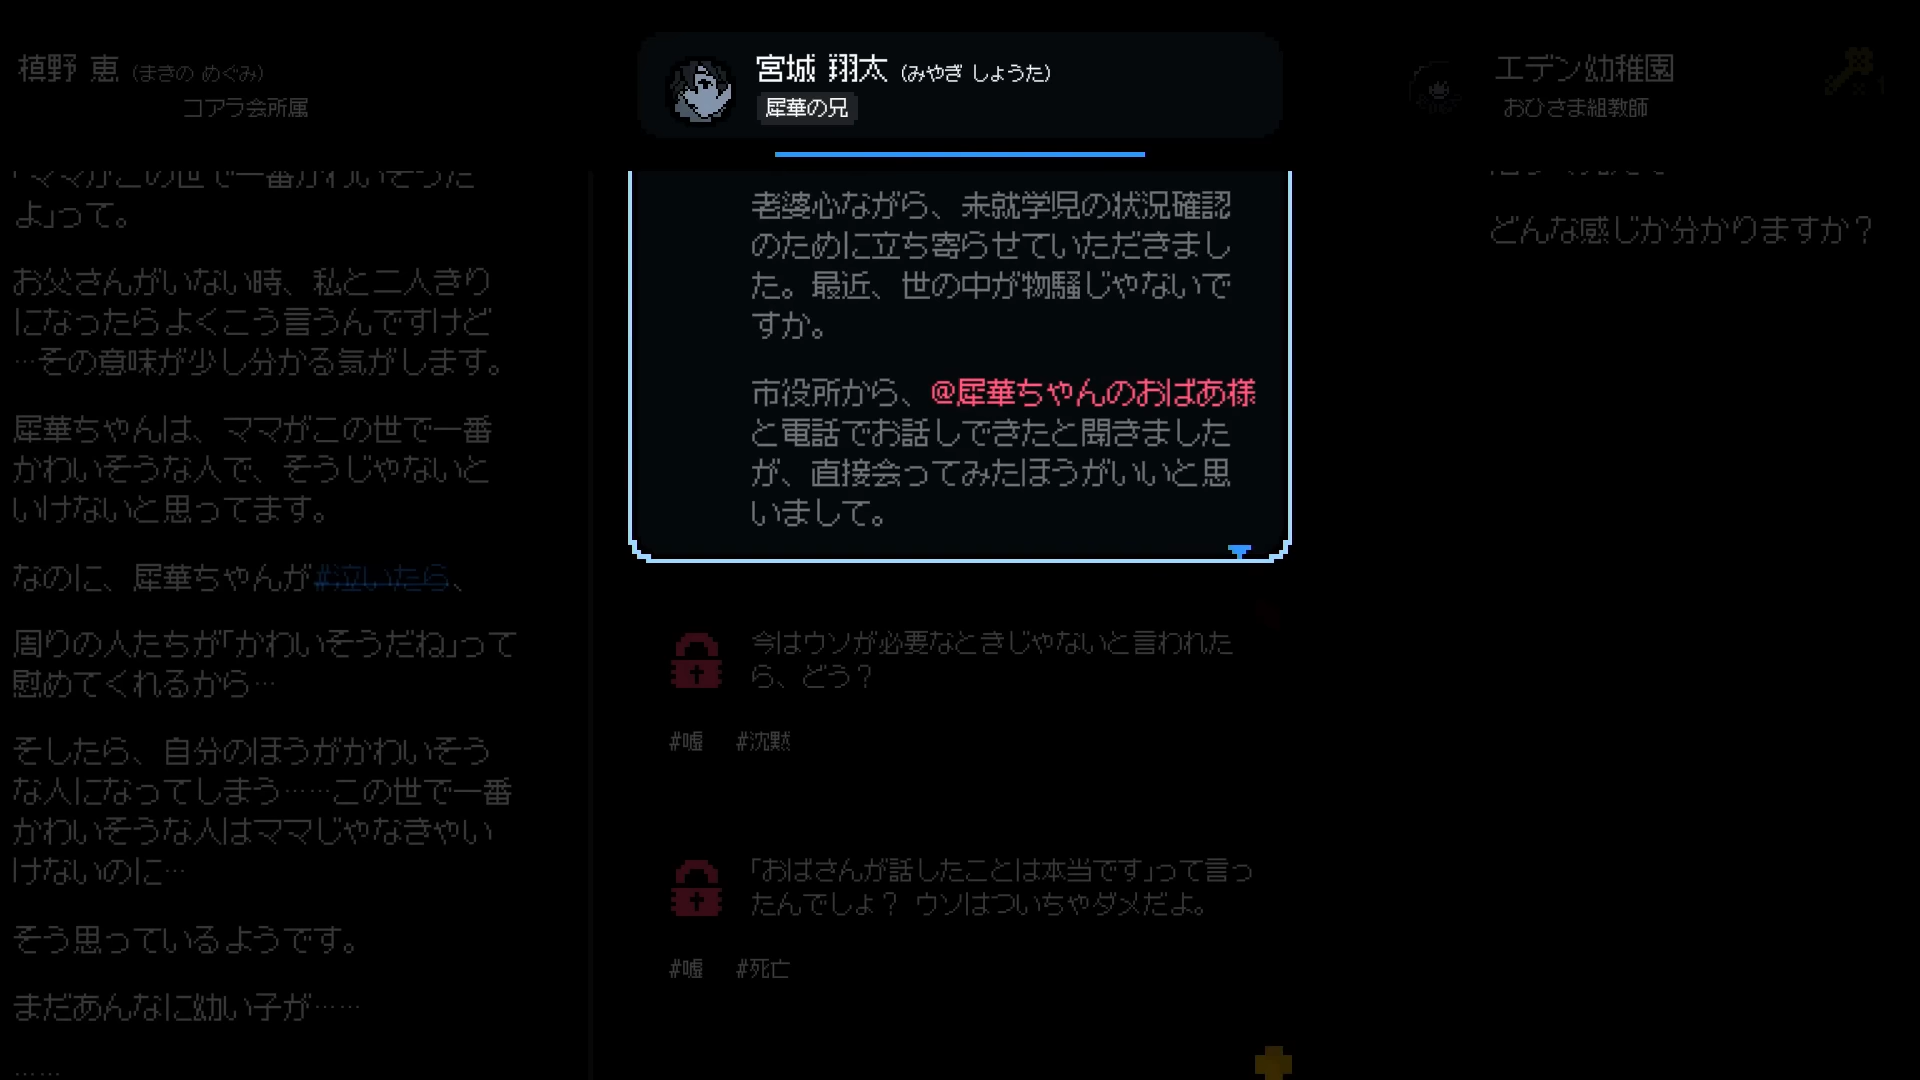 植野 恵 (まきの めぐみ)
コアラ会所属
「ママがこの世で一番かわいそうだ
よ」って。
お父さんがいない時、私と二人きり
になったらよくこう言うんですけど
…その意味が少し分かる気がします。
犀華ちゃんは、ママがこの世で一番
かわいそうな人で、そうじゃないと
いけないと思ってます。
なのに、犀華ちゃんが#泣いたら、
周りの人たちが「かわいそうだね」って
慰めてくれるから…
そしたら、自分のほうがかわいそう
な人になってしまう……この世で一番
かわいそうな人はママじゃなきゃい
けないのに…
そう思っているようです。
まだあんなに幼い子が……
……
宮城 翔太 (みやぎ しょうた)
犀華の兄
老婆心ながら、未就学児の状況確認
のために立ち寄らせていただきまし
た。最近、世の中が物騒じゃないで
すか。
市役所から、@犀華ちゃんのおばあ様
と電話でお話しできたと聞きました
が、直接会ってみたほうがいいと思
いまして。
今はウソが必要なときじゃないと言われた
ら、どう?
#嘘 #沈黙
「おばさんが話したことは本当です」って言っ
たんでしょ? ウソはついちゃダメだよ。
#嘘 #死亡
エデン幼稚園
おひさま組教師
どんな感じか分かりますか?